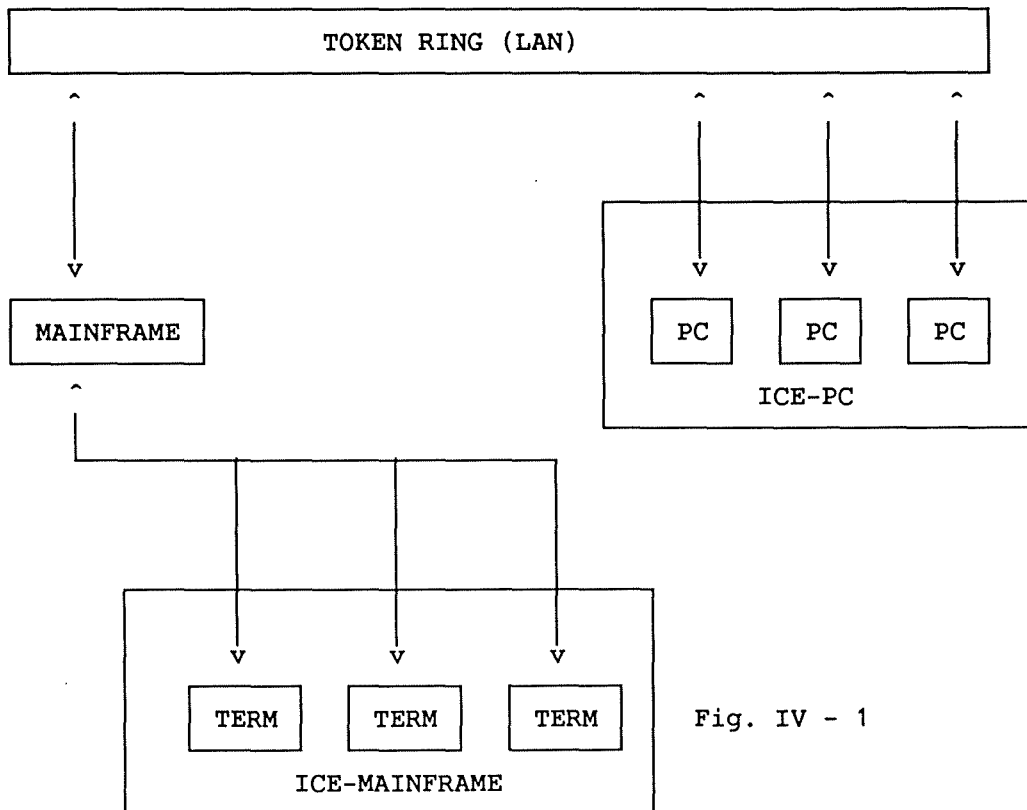 TOKEN RING (LAN)
MAINFRAME
PC PC PC
ICE-PC
TERM TERM TERM
Fig. IV - 1
ICE-MAINFRAME